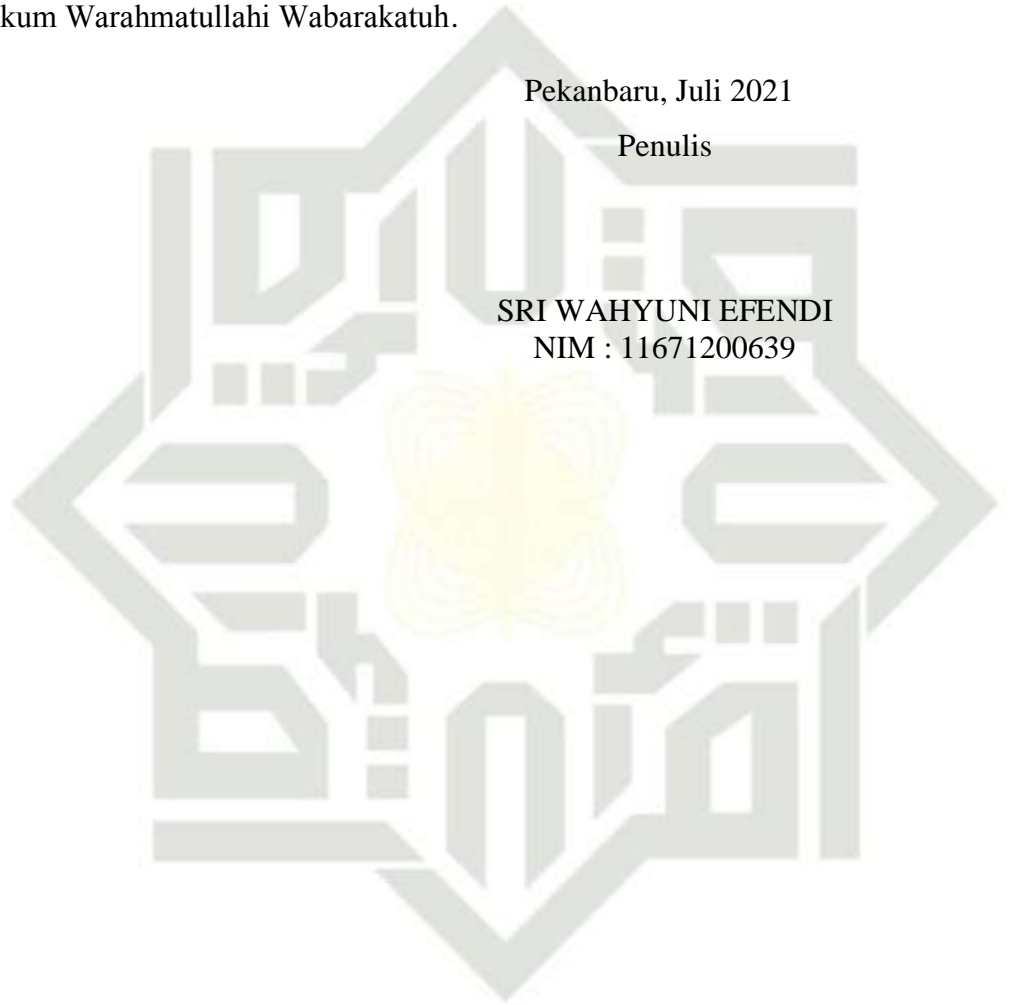 kum Warahmatullahi Wabarakatuh.
Pekanbaru, Juli 2021
Penulis
SRI WAHYUNI EFENDI
NIM : 11671200639